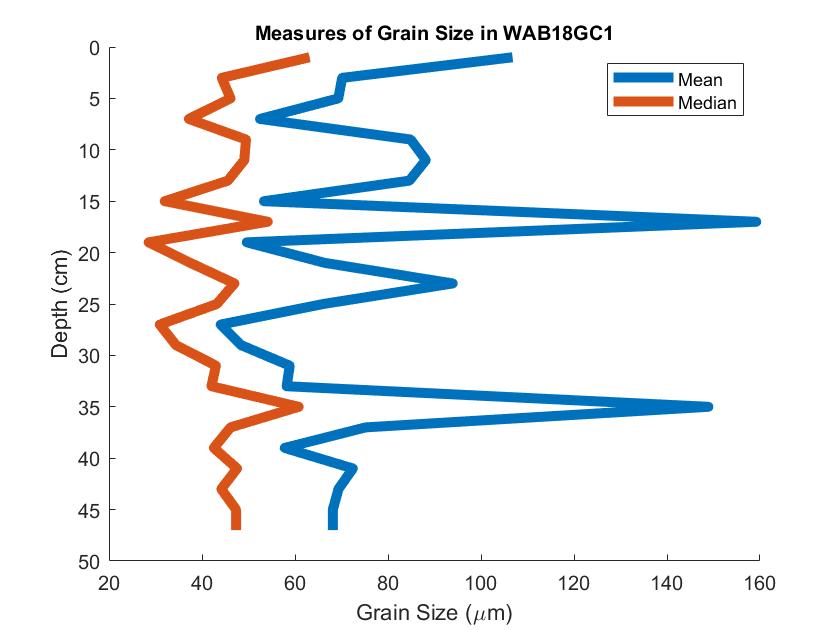 Measures of Grain Size in WAB18GC1
Mean
Median
0
5
10
15
20
25
30
35
40
45
50
Depth (cm)
20 40 60 80 100 120 140 160
Grain Size (μm)